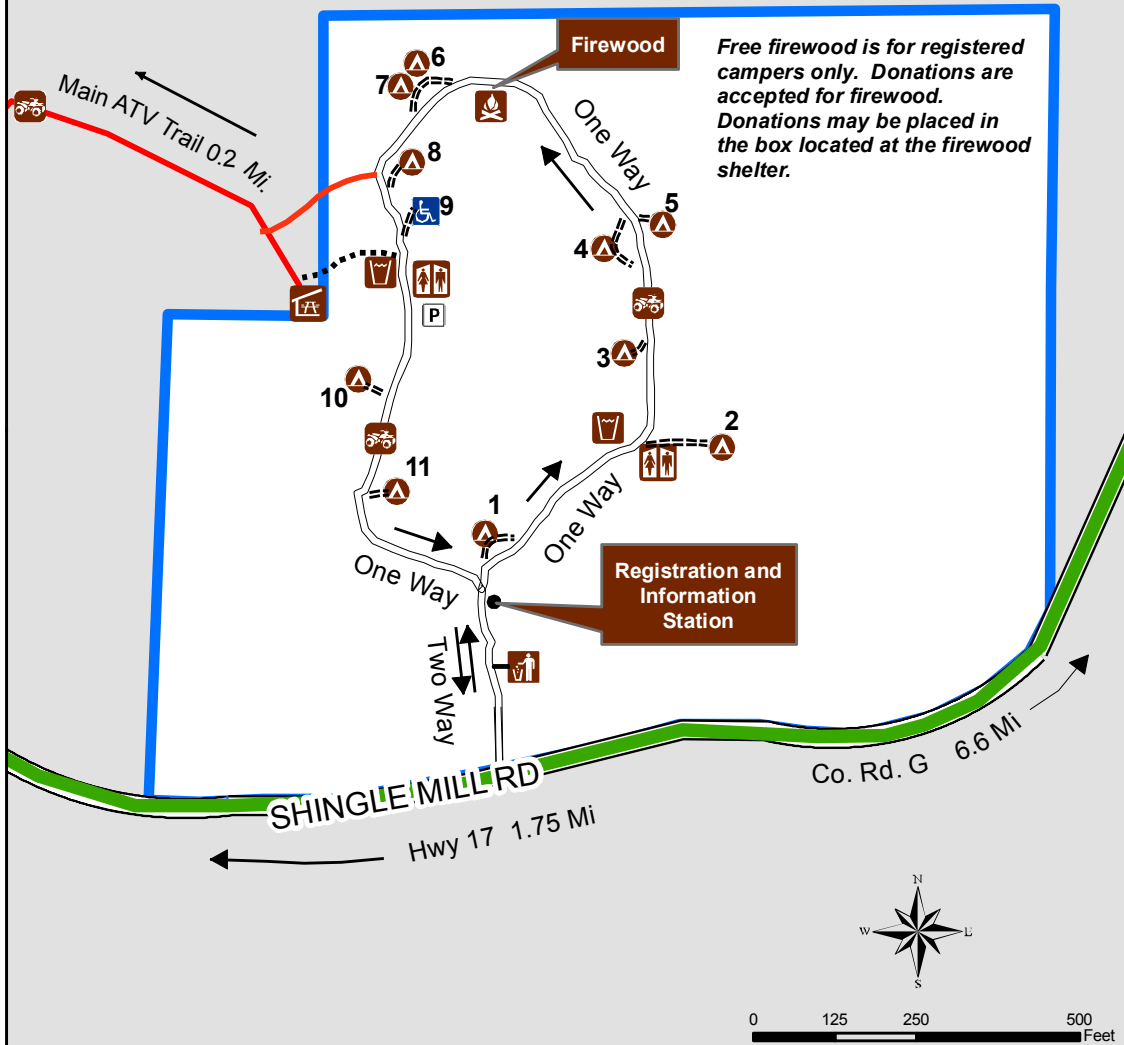 Firewood
Free firewood is for registered
campers only.  Donations are
accepted for firewood.
Donations may be placed in
the box located at the firewood
shelter.
Main ATV Trail 0.2 Mi.
6
7
8
9
One Way
5
4
P
3
10
2
11
1
One Way
One Way
Registration and
Information
Station
Two Way
SHINGLE MILL RD
Co. Rd. G 6.6 Mi
Hwy 17 1.75 Mi
N
W
E
S
0 125 250 500
Feet